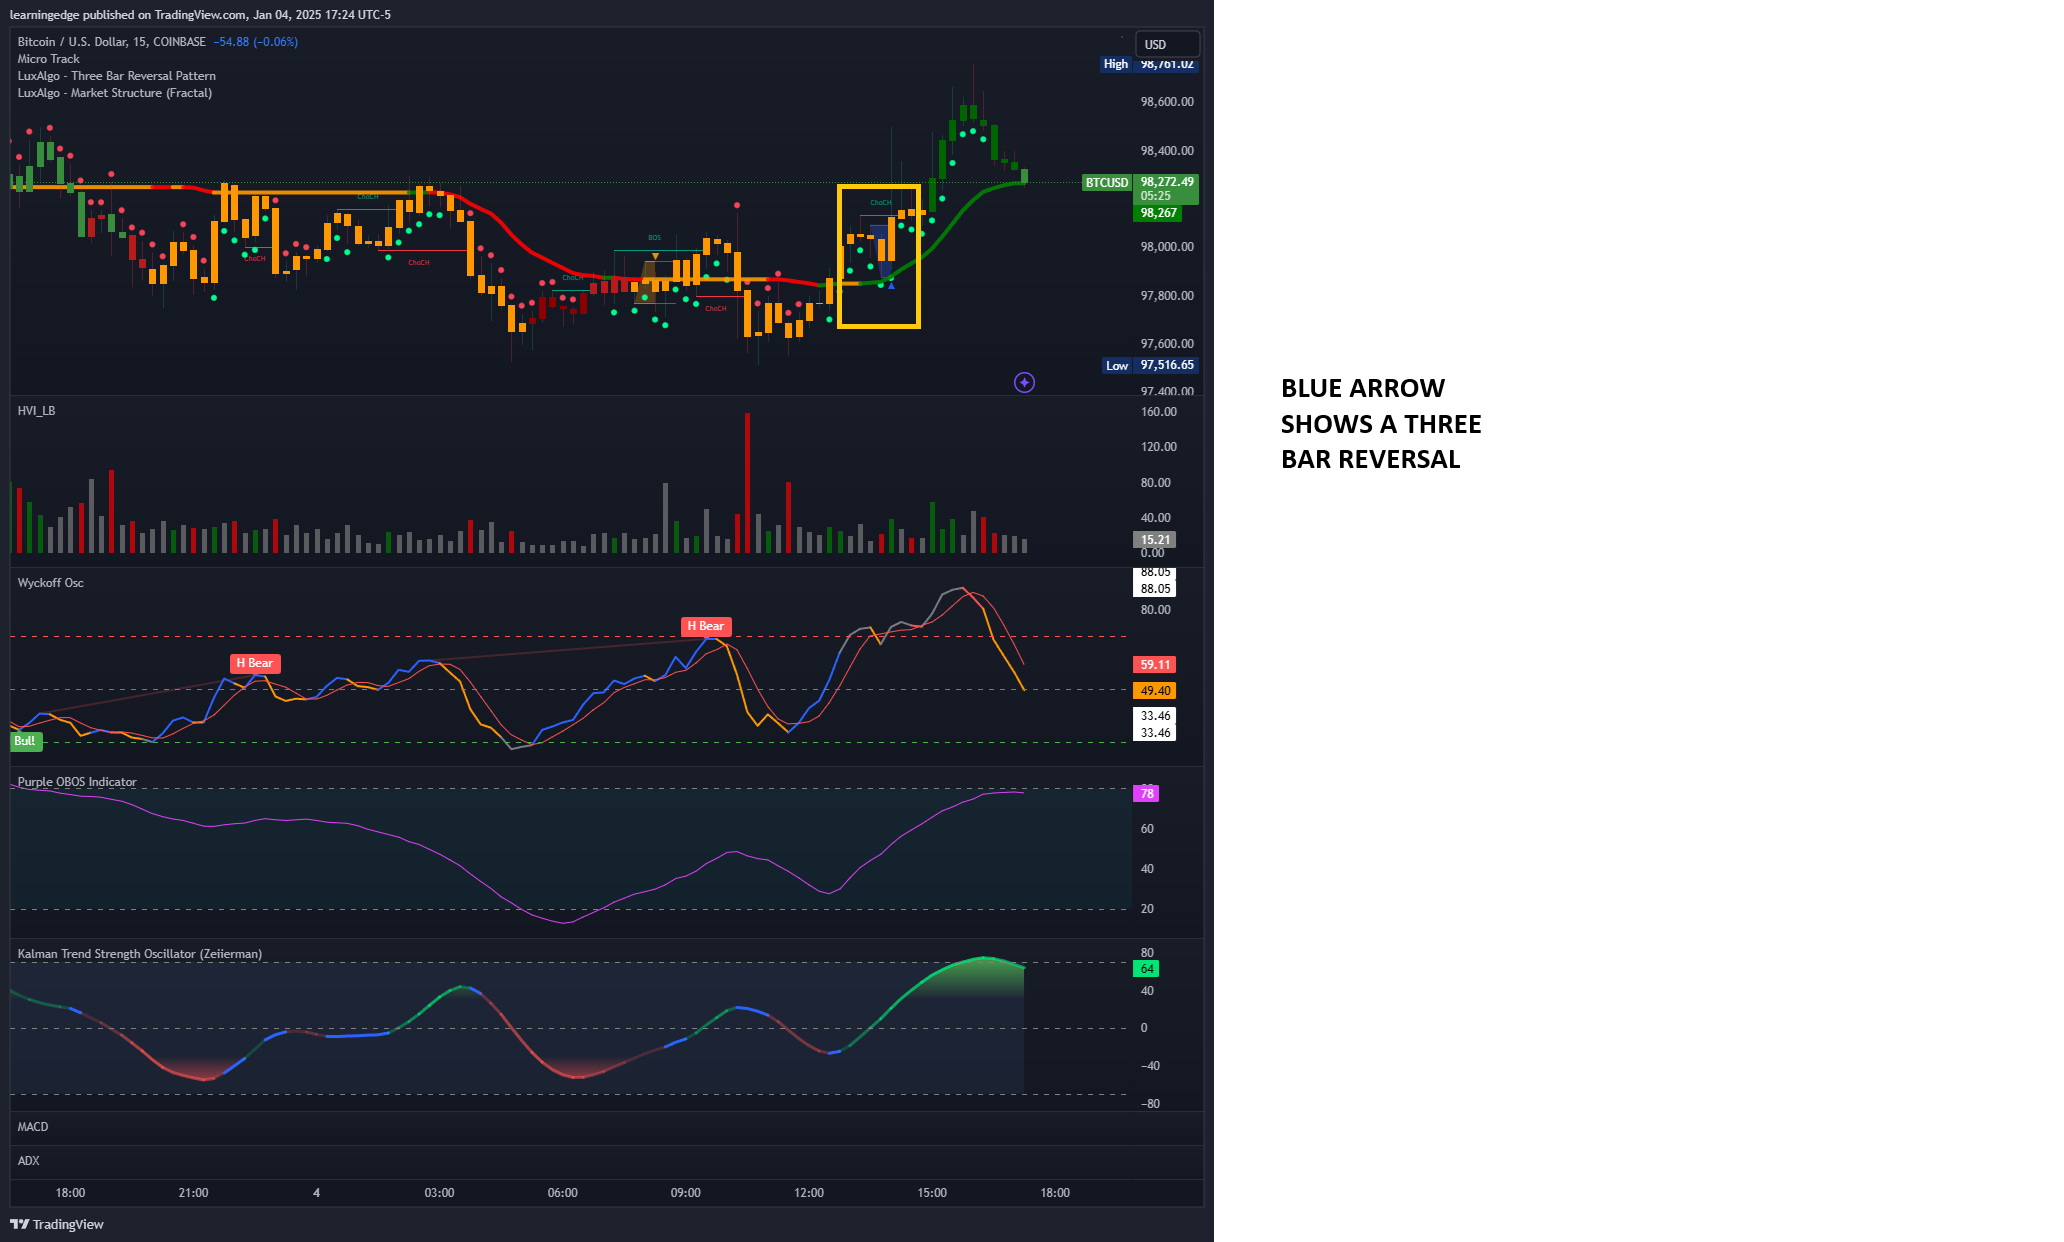 learningedge published on TradingView.com, Jan 04, 2025 17:24 UTC-5
Bitcoin / U.S. Dollar, 15, COINBASE −54.88 (−0.06%)
Micro Track
LuxAlgo - Three Bar Reversal Pattern
LuxAlgo - Market Structure (Fractal)
USD
High 98,761.02
98,600.00
98,400.00
BTCUSD 98,272.49
05:25
98,267
98,000.00
97,800.00
97,600.00
Low 97,516.65
97,400.00
ChoCH
ChoCH
ChoCH
ChoCH
BOS
ChoCH
ChoCH
BLUE ARROW
SHOWS A THREE
BAR REVERSAL
HVI_LB
160.00
120.00
80.00
40.00
15.21
0.00
Wyckoff Osc
88.05
88.05
80.00
H Bear
H Bear
Bull
59.11
49.40
33.46
33.46
Purple OBOS Indicator
78
60
40
20
Kalman Trend Strength Oscillator (Zeiierman)
80
64
40
0
−40
−80
MACD
ADX
18:00 21:00 4 03:00 06:00 09:00 12:00 15:00 18:00
TradingView